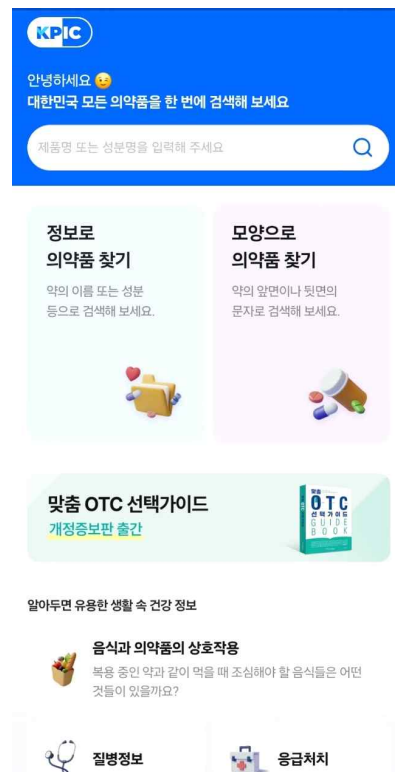 KPIC
안녕하세요
대한민국 모든 의약품을 한 번에 검색해 보세요
제품명 또는 성분명을 입력해 주세요
정보로
의약품 찾기
약의 이름 또는 성분
등으로 검색해 보세요.
모양으로
의약품 찾기
약의 앞면이나 뒷면의
문자로 검색해 보세요.
맞춤 OTC 선택가이드
개정증보판 출간
맞춤
OTC
선택가이드
GUIDE
BOOK
알아두면 유용한 생활 속 건강 정보
음식과 의약품의 상호작용
복용 중인 약과 같이 먹을 때 조심해야 할 음식들은 어떤
것들이 있을까요?
질병정보
응급처치